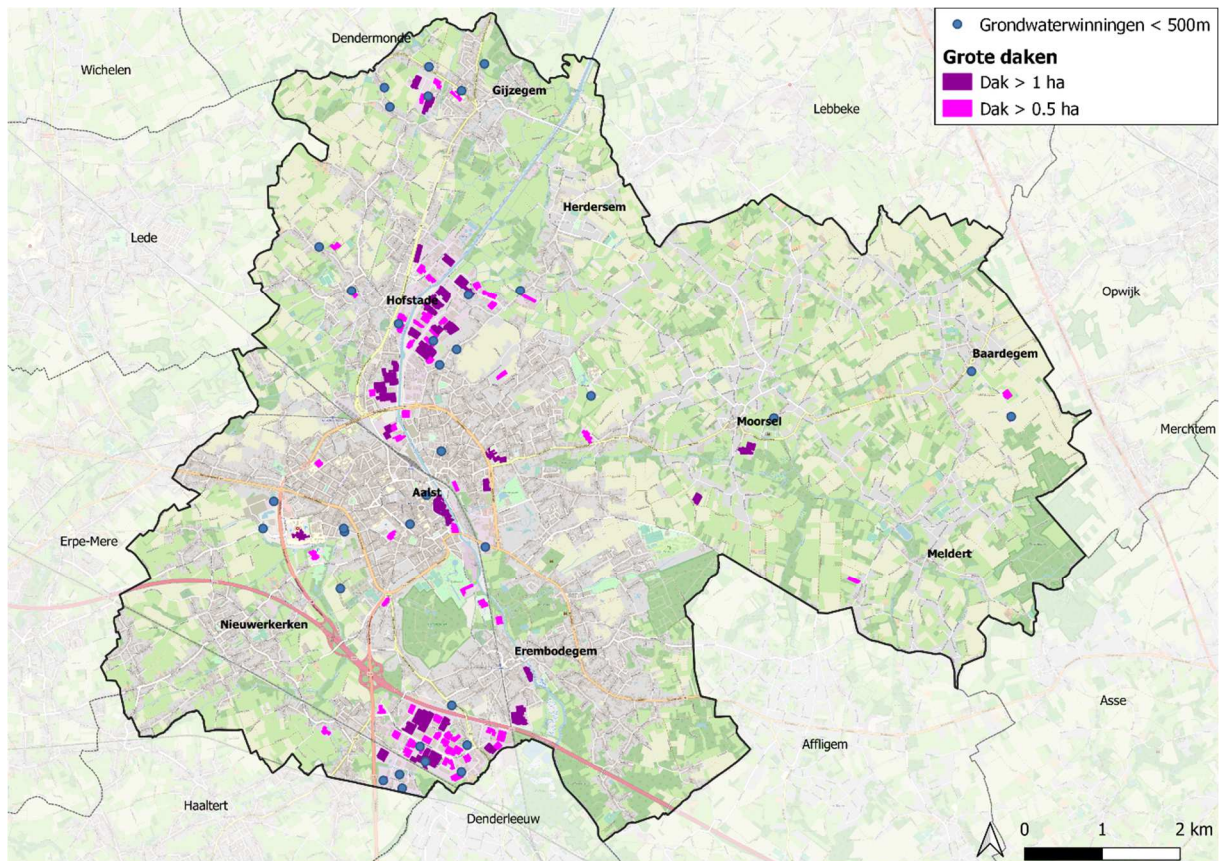 Grondwaterwinningen < 500m
Grote daken
Dak > 1 ha
Dak > 0.5 ha
Dendermonde
Wichelen
Gijzegem
Lebbeke
Herdersem
Lede
Opwijk
Hofstade
Baardegem
Moorsel
Merchtem
Aalst
Erpe-Mere
Meldert
Nieuwerkerken
Erembodegem
Asse
Affligem
Haaltert
Denderleeuw
0 1 2 km